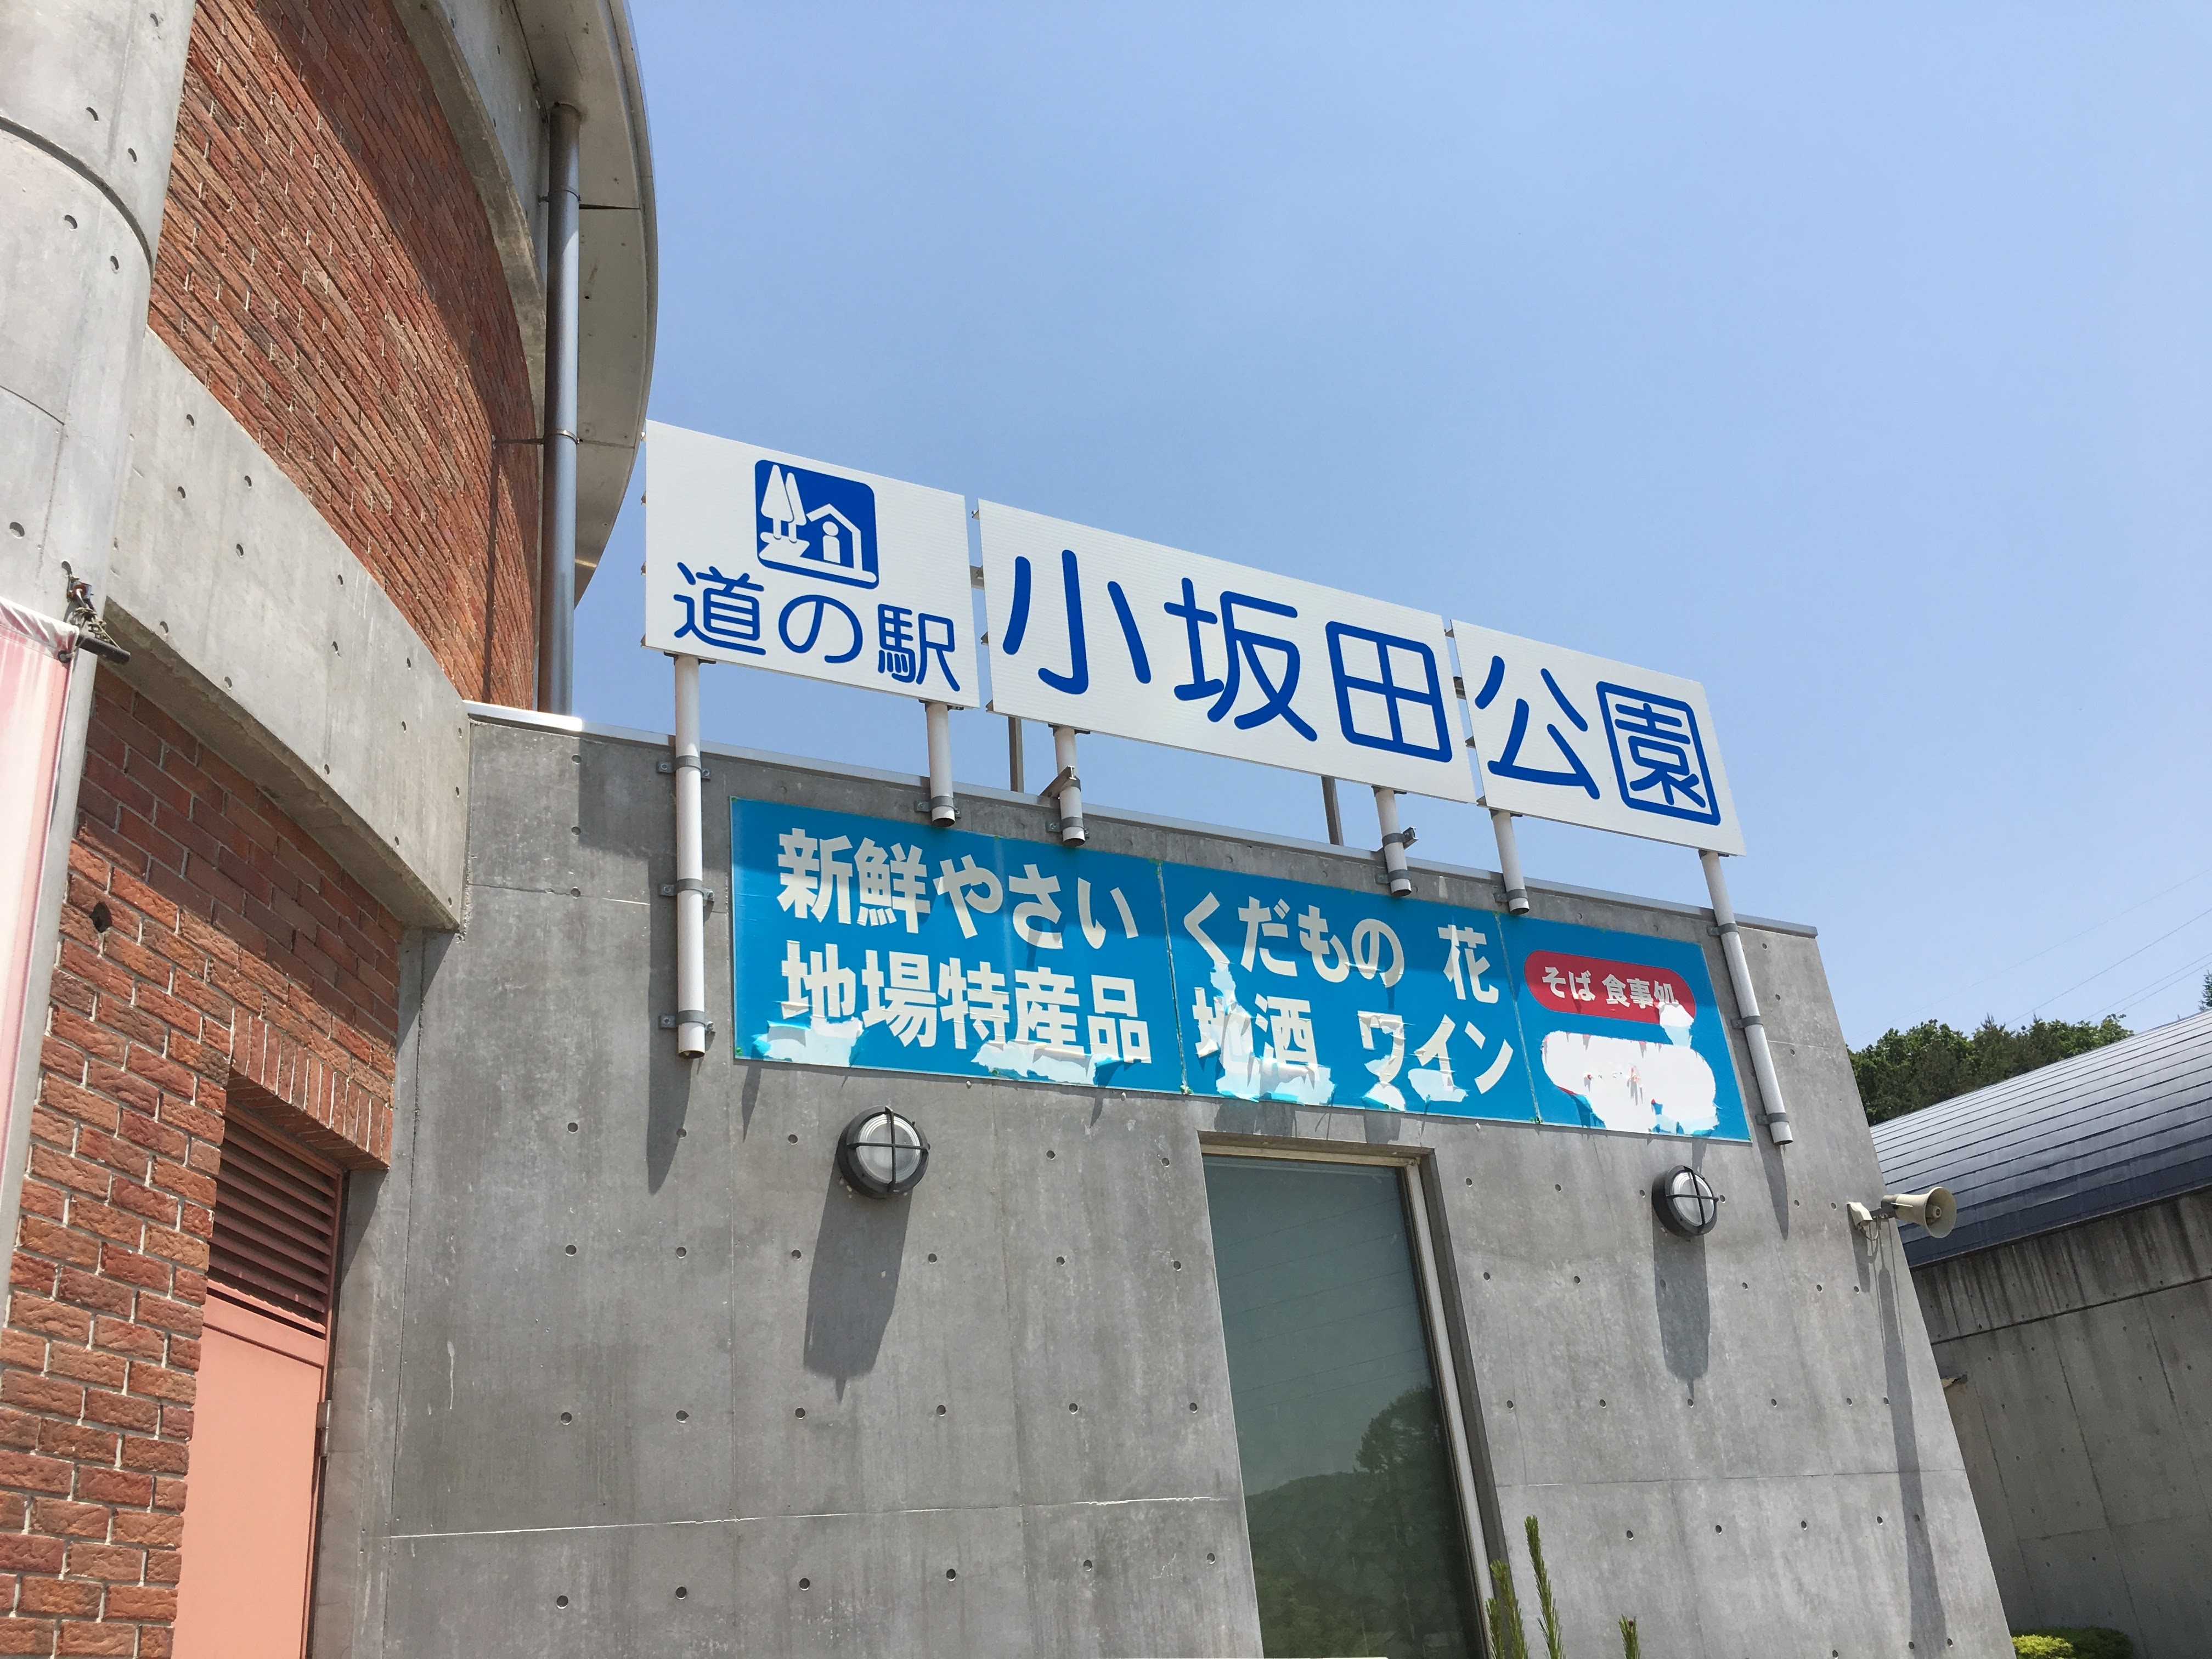 道の駅 小坂田公園
新鮮やさい くだもの 花
地場特産品 地酒 ワイン
そば 食事処